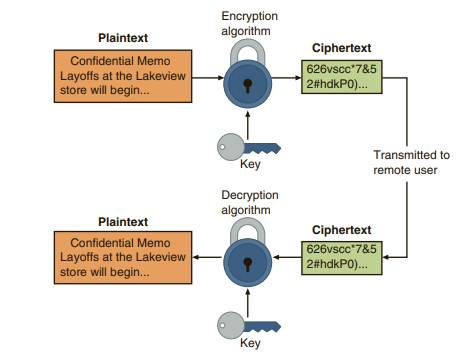 Encryption
algorithm
Plaintext
Ciphertext
Confidential Memo
Layoffs at the Lakeview
store will begin...
626vscc*7&5
2#hdkP0)...
Key
Transmitted to
remote user
Decryption
algorithm
Plaintext
Ciphertext
Confidential Memo
Layoffs at the Lakeview
store will begin...
626vscc*7&5
2#hdkP0)...
Key